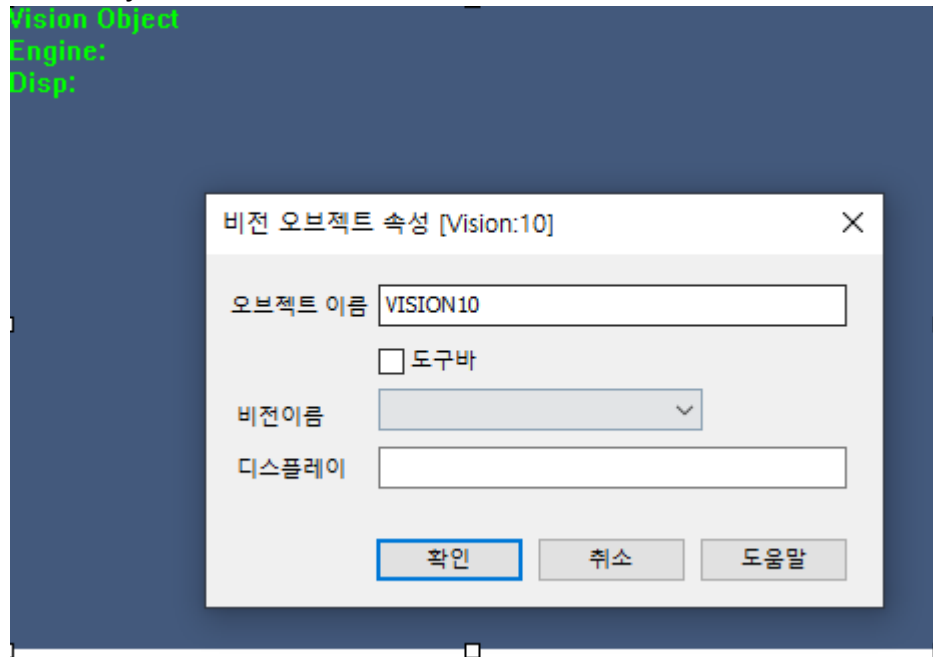 Vision Object
Engine:
Disp:
비전 오브젝트 속성 [Vision:10]
오브젝트 이름 VISION10
도구바
비전이름
디스플레이
확인 취소 도움말